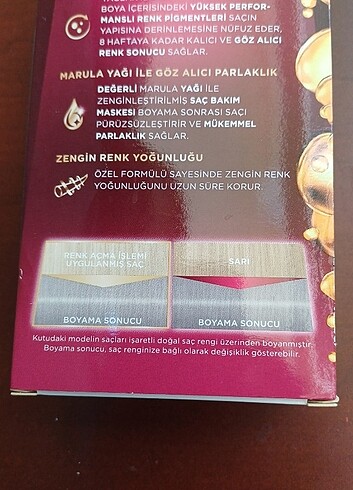 BOYA İÇERİSİNDEKİ YÜKSEK PERFOR-
MANSLI RENK PİGMENTLERİ SAÇIN
YAPISINA DERİNLEMESİNE NÜFUZ EDER,
8 HAFTAYA KADAR KALICI VE GÖZ ALICI
RENK SONUCU SAĞLAR.
MARULA YAĞI İLE GÖZ ALICI PARLAKLIK
DEĞERLİ MARULA YAĞI İLE
ZENGİNLEŞTİRİLMİŞ SAÇ BAKIM
MASKESİ BOYAMA SONRASI SAÇI
PÜRÜZSÜZLEŞTİRİR VE MÜKEMMEL
PARLAKLIK SAĞLAR.
ZENGİN RENK YOĞUNLUĞU
ÖZEL FORMÜLÜ SAYESİNDE ZENGİN RENK
YOĞUNLUĞUNU UZUN SÜRE KORUR.
RENK AÇMA İŞLEMİ
UYGULANMIŞ SAÇ
SARI
BOYAMA SONUCU
BOYAMA SONUCU
Kutudaki modelin saçları işaretli doğal saç rengi üzerinden boyanmıştır.
Boyama sonucu, saç renginize bağlı olarak değişiklik gösterebilir.